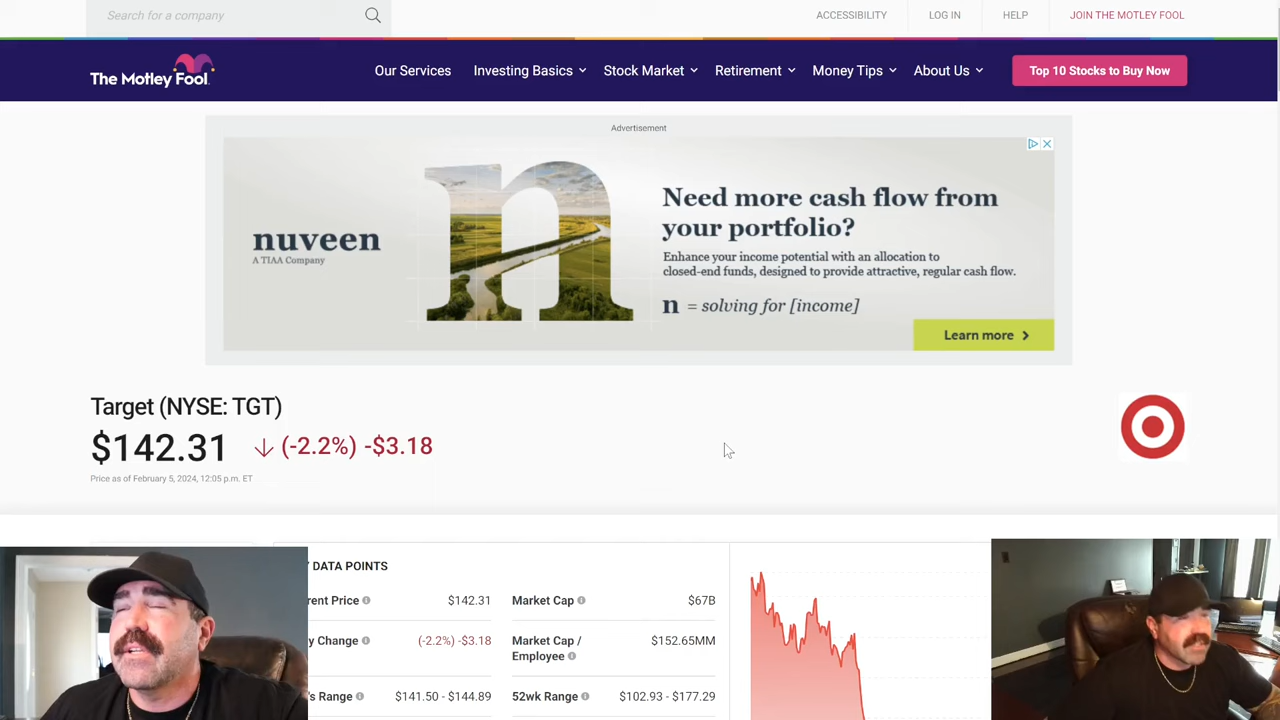 Search for a company
ACCESSIBILITY
LOG IN
HELP
JOIN THE MOTLEY FOOL
The Motley Fool.
Our Services
Investing Basics
Stock Market
Retirement
Money Tips
About Us
Top 10 Stocks to Buy Now
Advertisement
nuveen
A TIAA Company
n
Need more cash flow from
your portfolio?
Enhance your income potential with an allocation to
closed-end funds, designed to provide attractive, regular cash flow.
n = solving for [income]
Learn more
Target (NYSE: TGT)
$142.31 (-2.2%) -$3.18
Price as of February 5, 2024, 12:05 p.m. ET
DATA POINTS
rent Price $142.31
Market Cap $67B
y Change (-2.2%) -$3.18
Market Cap /
Employee $152.65MM
's Range $141.50 - $144.89
52wk Range $102.93 - $177.29